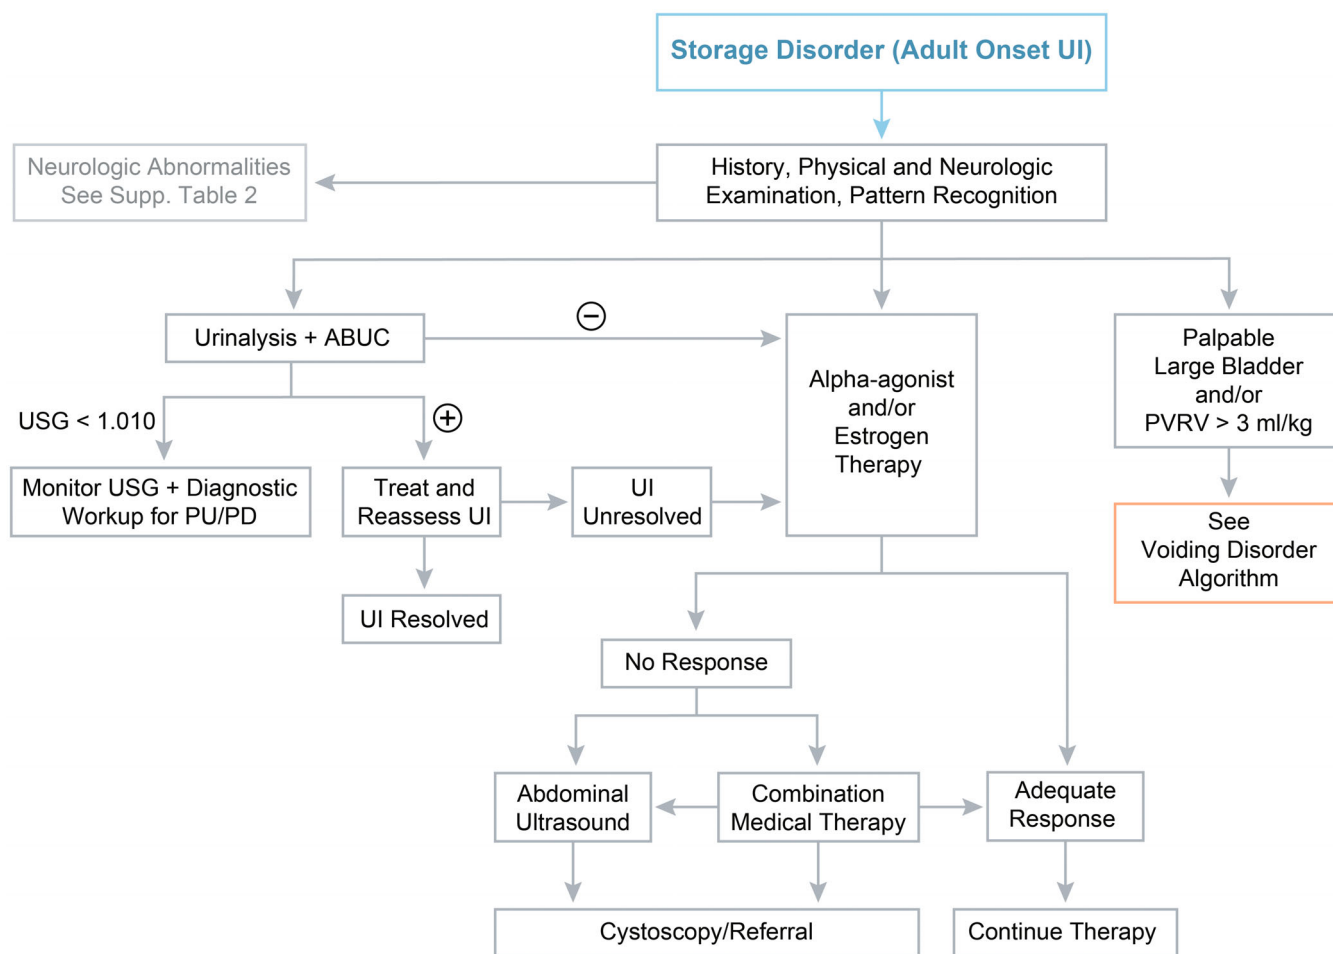 Storage Disorder (Adult Onset UI)
Neurologic Abnormalities
See Supp. Table 2
History, Physical and Neurologic
Examination, Pattern Recognition
Urinalysis + ABUC
−
Alpha-agonist
and/or
Estrogen
Therapy
Palpable
Large Bladder
and/or
PVRV > 3 ml/kg
USG < 1.010
+
Monitor USG + Diagnostic
Workup for PU/PD
Treat and
Reassess UI
UI
Unresolved
See
Voiding Disorder
Algorithm
UI Resolved
No Response
Abdominal
Ultrasound
Combination
Medical Therapy
Adequate
Response
Cystoscopy/Referral
Continue Therapy